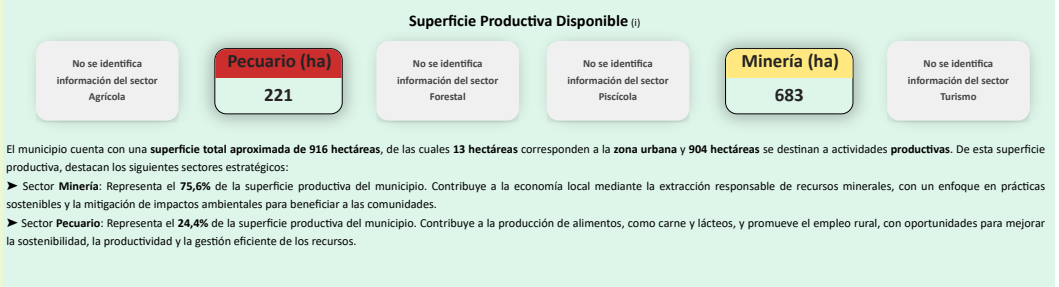 Superficie Productiva Disponible (i)
No se identifica
información del sector
Agrícola
Pecuario (ha)
221
No se identifica
información del sector
Forestal
No se identifica
información del sector
Piscícola
Minería (ha)
683
No se identifica
información del sector
Turismo
El municipio cuenta con una superficie total aproximada de 916 hectáreas, de las cuales 13 hectáreas corresponden a la zona urbana y 904 hectáreas se destinan a actividades productivas. De esta superficie
productiva, destacan los siguientes sectores estratégicos:
➤ Sector Minería: Representa el 75,6% de la superficie productiva del municipio. Contribuye a la economía local mediante la extracción responsable de recursos minerales, con un enfoque en prácticas
sostenibles y la mitigación de impactos ambientales para beneficiar a las comunidades.
➤ Sector Pecuario: Representa el 24,4% de la superficie productiva del municipio. Contribuye a la producción de alimentos, como carne y lácteos, y promueve el empleo rural, con oportunidades para mejorar
la sostenibilidad, la productividad y la gestión eficiente de los recursos.